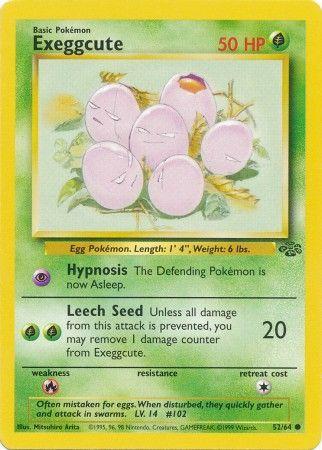 Basic Pokémon
Exeggcute 50 HP
Egg Pokémon. Length: 1' 4", Weight: 6 lbs.
Hypnosis The Defending Pokémon is
now Asleep.
Leech Seed Unless all damage
from this attack is prevented, you
may remove 1 damage counter
from Exeggcute.
20
weakness resistance retreat cost
Often mistaken for eggs. When disturbed, they quickly gather
and attack in swarms. LV. 14 #102
Illus. Mitsuhiro Arita ©1995, 96, 98 Nintendo, Creatures, GAMEFREAK. ©1999 Wizards. 52/64